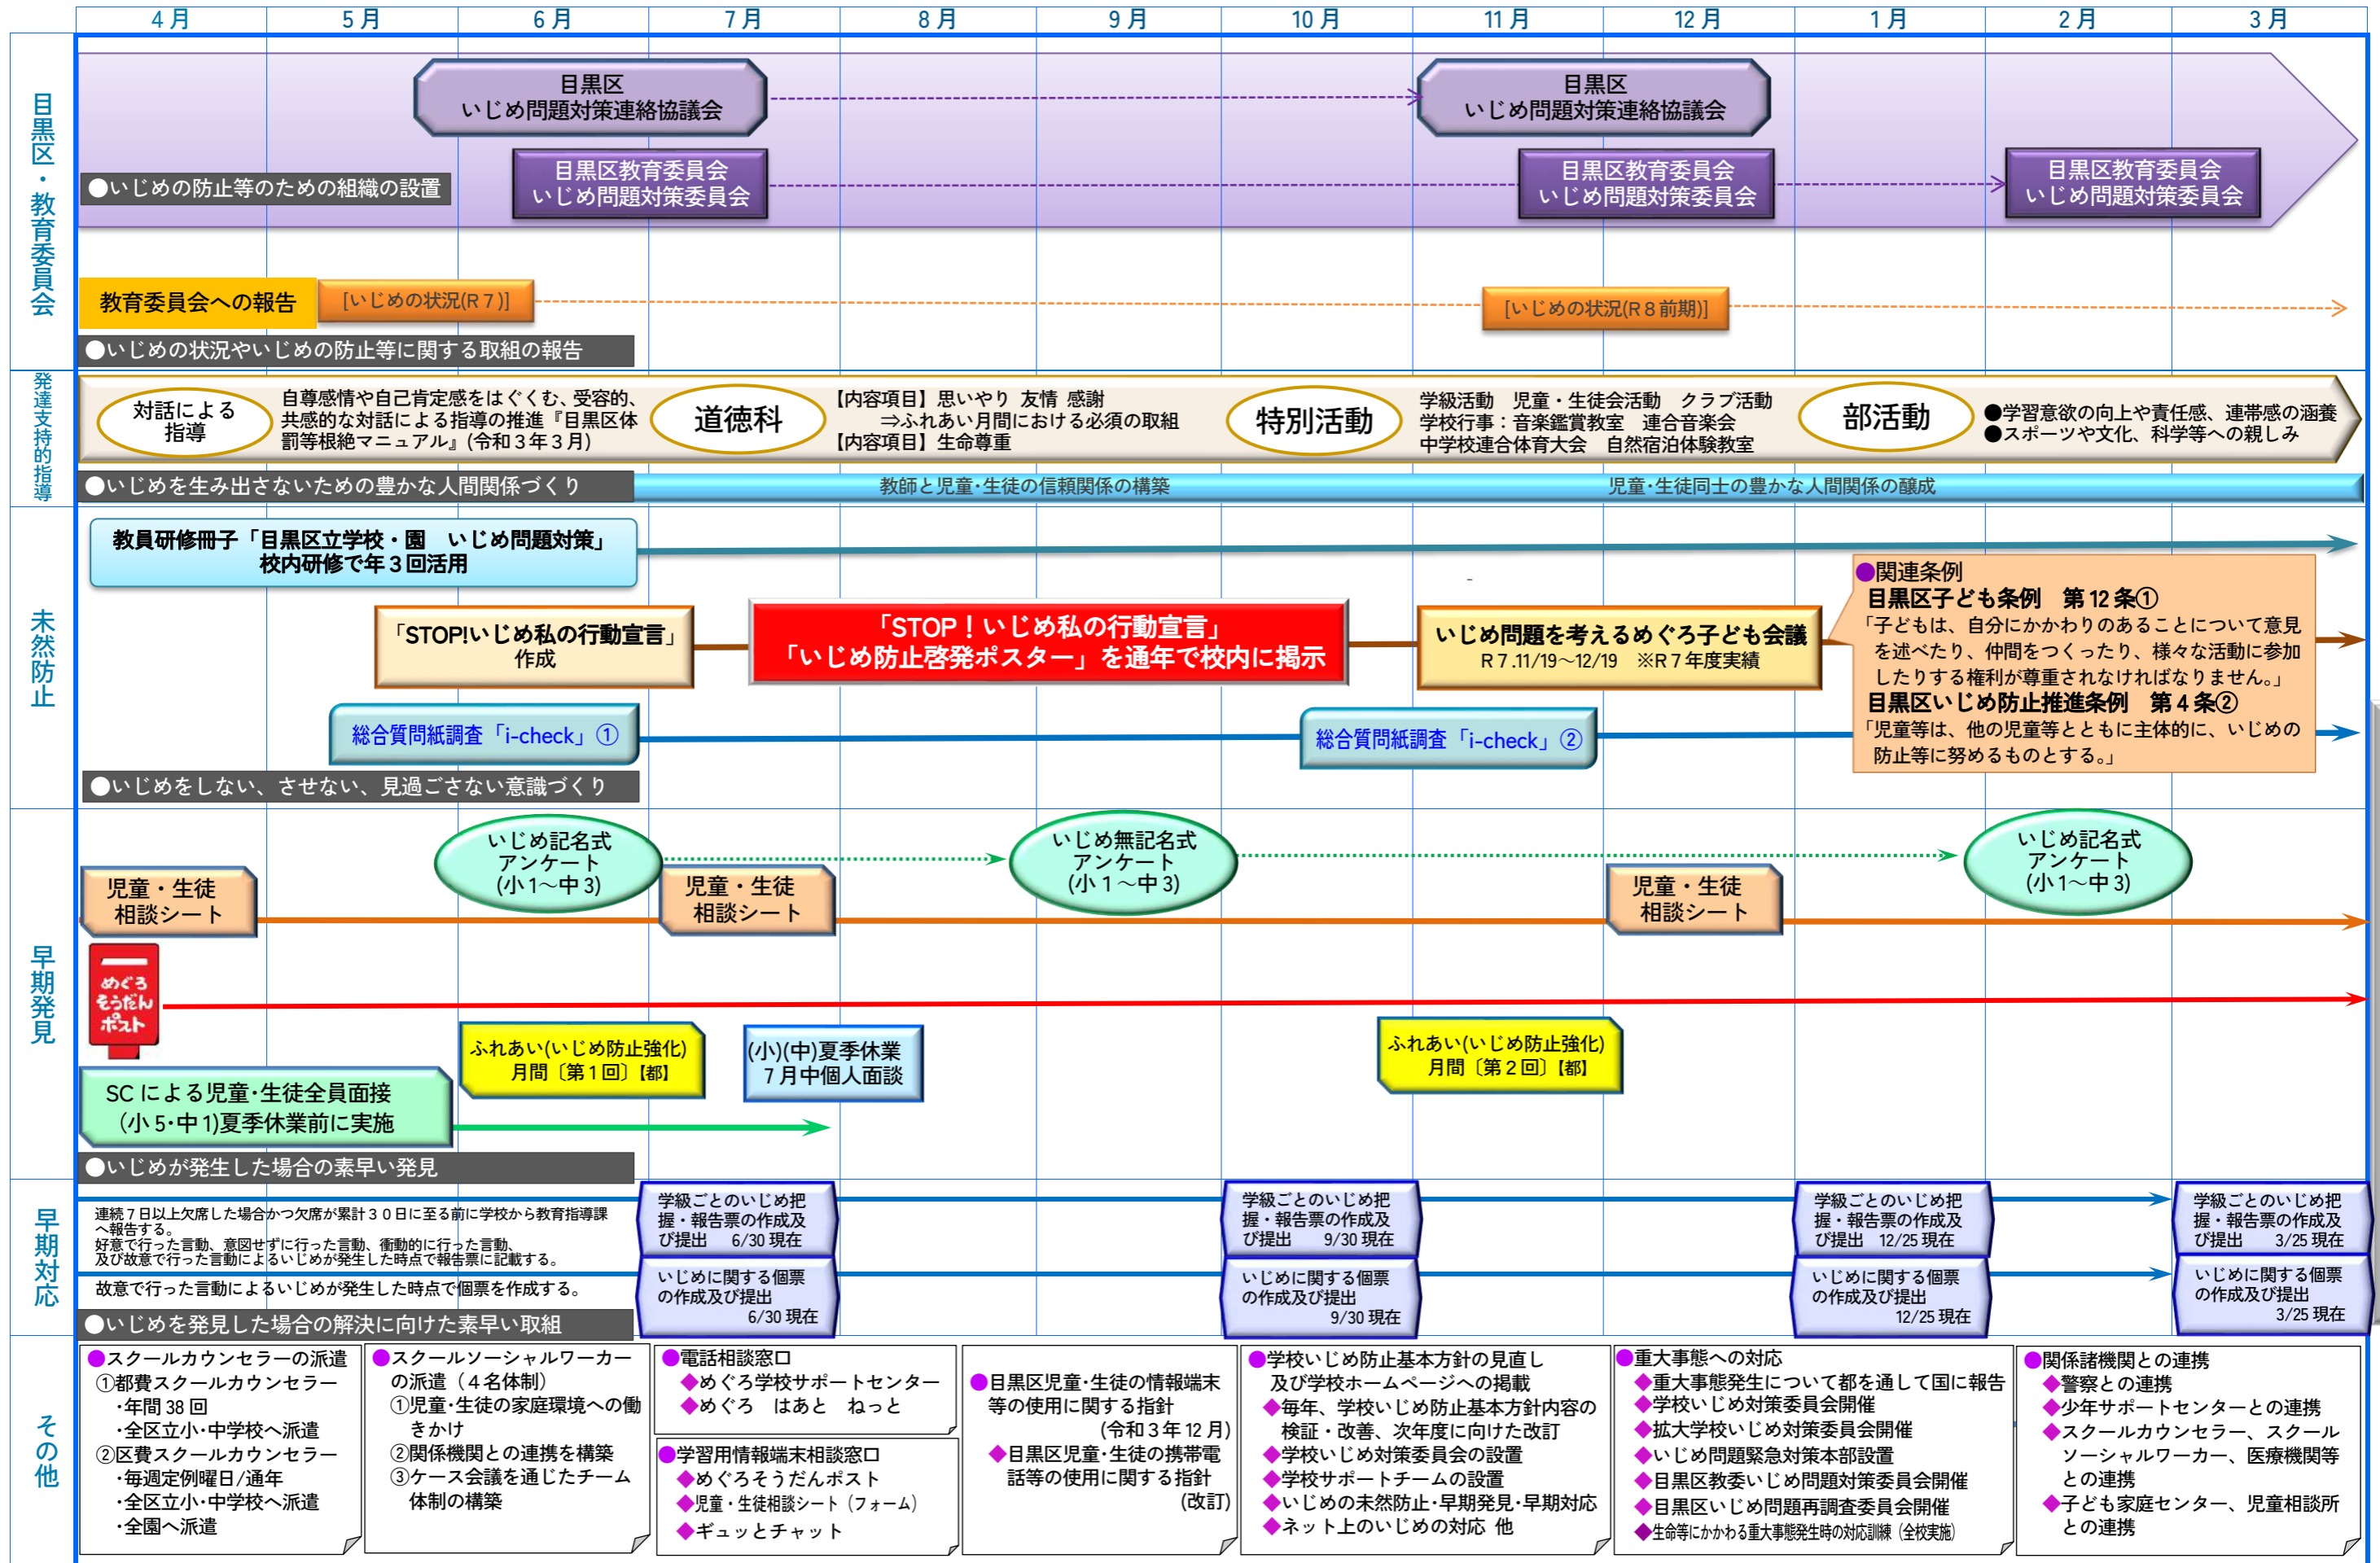 4月 5月 6月 7月 8月 9月 10月 11月 12月 1月 2月 3月
目黒区・教育委員会
目黒区
いじめ問題対策連絡協議会
目黒区
いじめ問題対策連絡協議会
目黒区教育委員会
いじめ問題対策委員会
目黒区教育委員会
いじめ問題対策委員会
目黒区教育委員会
いじめ問題対策委員会
●いじめの防止等のための組織の設置
教育委員会への報告
[いじめの状況(R7)]
[いじめの状況(R8前期)]
●いじめの状況やいじめの防止等に関する取組の報告
発達支持的指導
対話による
指導
自尊感情や自己肯定感をはぐくむ、受容的、
共感的な対話による指導の推進『目黒区体
罰等根絶マニュアル』(令和3年3月)
道徳科
【内容項目】思いやり 友情 感謝
⇒ふれあい月間における必須の取組
【内容項目】生命尊重
特別活動
学級活動 児童・生徒会活動 クラブ活動
学校行事：音楽鑑賞教室 連合音楽会
中学校連合体育大会 自然宿泊体験教室
部活動
●学習意欲の向上や責任感、連帯感の涵養
●スポーツや文化、科学等への親しみ
●いじめを生み出さないための豊かな人間関係づくり
教師と児童･生徒の信頼関係の構築
児童･生徒同士の豊かな人間関係の醸成
未然防止
教員研修冊子「目黒区立学校・園 いじめ問題対策」
校内研修で年3回活用
「STOP!いじめ私の行動宣言」
作成
「STOP！いじめ私の行動宣言」
「いじめ防止啓発ポスター」を通年で校内に掲示
いじめ問題を考えるめぐろ子ども会議
R7.11/19～12/19 ※R7年度実績
●関連条例
目黒区子ども条例 第12条①
「子どもは、自分にかかわりのあることについて意見
を述べたり、仲間をつくったり、様々な活動に参加
したりする権利が尊重されなければなりません。」
目黒区いじめ防止推進条例 第4条②
「児童等は、他の児童等とともに主体的に、いじめの
防止等に努めるものとする。」
総合質問紙調査「i-check」①
総合質問紙調査「i-check」②
●いじめをしない、させない、見過ごさない意識づくり
早期発見
いじめ記名式
アンケート
(小1～中3)
いじめ無記名式
アンケート
(小1～中3)
いじめ記名式
アンケート
(小1～中3)
児童・生徒
相談シート
児童・生徒
相談シート
児童・生徒
相談シート
めぐろ
そうだん
ポスト
ふれあい(いじめ防止強化)
月間〔第1回〕【都】
(小)(中)夏季休業
7月中個人面談
ふれあい(いじめ防止強化)
月間〔第2回〕【都】
SCによる児童･生徒全員面接
(小5･中1)夏季休業前に実施
●いじめが発生した場合の素早い発見
早期対応
連続7日以上欠席した場合かつ欠席が累計30日に至る前に学校から教育指導課
へ報告する。
好意で行った言動、意図せずに行った言動、衝動的に行った言動、
及び故意で行った言動によるいじめが発生した時点で報告票に記載する。
故意で行った言動によるいじめが発生した時点で個票を作成する。
●いじめを発見した場合の解決に向けた素早い取組
学級ごとのいじめ把
握・報告票の作成及
び提出 6/30現在
いじめに関する個票
の作成及び提出
6/30現在
学級ごとのいじめ把
握・報告票の作成及
び提出 9/30現在
いじめに関する個票
の作成及び提出
9/30現在
学級ごとのいじめ把
握・報告票の作成及
び提出 12/25現在
いじめに関する個票
の作成及び提出
12/25現在
学級ごとのいじめ把
握・報告票の作成及
び提出 3/25現在
いじめに関する個票
の作成及び提出
3/25現在
その他
●スクールカウンセラーの派遣
①都費スクールカウンセラー
･年間38回
･全区立小･中学校へ派遣
②区費スクールカウンセラー
･毎週定例曜日/通年
･全区立小･中学校へ派遣
･全園へ派遣
●スクールソーシャルワーカー
の派遣（4名体制）
①児童･生徒の家庭環境への働
きかけ
②関係機関との連携を構築
③ケース会議を通じたチーム
体制の構築
●電話相談窓口
◆めぐろ学校サポートセンター
◆めぐろ はあと ねっと
●学習用情報端末相談窓口
◆めぐろそうだんポスト
◆児童・生徒相談シート（フォーム）
◆ギュッとチャット
●目黒区児童･生徒の情報端末
等の使用に関する指針
(令和3年12月)
◆目黒区児童･生徒の携帯電
話等の使用に関する指針
(改訂)
●学校いじめ防止基本方針の見直し
及び学校ホームページへの掲載
◆毎年、学校いじめ防止基本方針内容の
検証・改善、次年度に向けた改訂
◆学校いじめ対策委員会の設置
◆学校サポートチームの設置
◆いじめの未然防止･早期発見･早期対応
◆ネット上のいじめの対応 他
●重大事態への対応
◆重大事態発生について都を通して国に報告
◆学校いじめ対策委員会開催
◆拡大学校いじめ対策委員会開催
◆いじめ問題緊急対策本部設置
◆目黒区教委いじめ問題対策委員会開催
◆目黒区いじめ問題再調査委員会開催
◆生命等にかかわる重大事態発生時の対応訓練（全校実施）
●関係諸機関との連携
◆警察との連携
◆少年サポートセンターとの連携
◆スクールカウンセラー、スクール
ソーシャルワーカー、医療機関等
との連携
◆子ども家庭センター、児童相談所
との連携